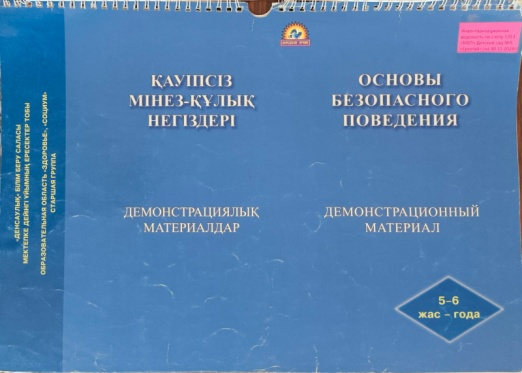 ҚАУІПСІЗ
МІНЕЗ-ҚҰЛЫҚ
НЕГІЗДЕРІ
ДЕМОНСТРАЦИЯЛЫҚ
МАТЕРИАЛДАР
ОСНОВЫ
БЕЗОПАСНОГО
ПОВЕДЕНИЯ
ДЕМОНСТРАЦИОННЫЙ
МАТЕРИАЛ
5-6
жас – года
«ДЕНСАУЛЫҚ» БІЛІМ БЕРУ САЛАСЫ
МЕКТЕПКЕ ДЕЙІНГІ ҰЙЫМНЫҢ ЕРЕСЕКТЕР ТОБЫ
ОБРАЗОВАТЕЛЬНАЯ ОБЛАСТЬ «ЗДОРОВЬЕ», «СОЦИУМ»
СТАРШАЯ ГРУППА